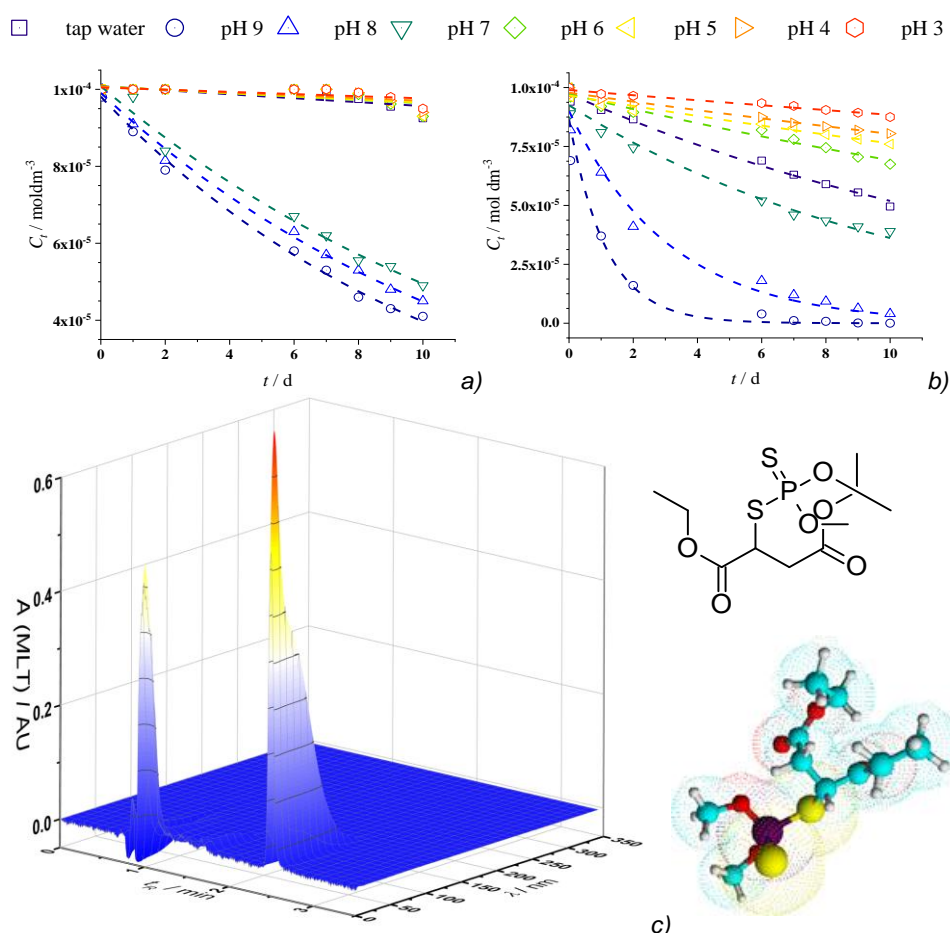 tap water pH 9 pH 8 pH 7 pH 6 pH 5 pH 4 pH 3
1x10⁻⁴
8x10⁻⁵
6x10⁻⁵
4x10⁻⁵
Cₜ / moldm⁻³
0 2 4 6 8 10
t / d
a)
1.0x10⁻⁴
7.5x10⁻⁵
5.0x10⁻⁵
2.5x10⁻⁵
0.0
Cₜ / mol dm⁻³
0 2 4 6 8 10
t / d
b)
0.6
0.4
0.2
0.0
A (MLT) / AU
0 1 2 3
t_R / min
0 50 100 150 200 250 300 350
λ / nm
c)
S
P O
S O
O O
O
O
O